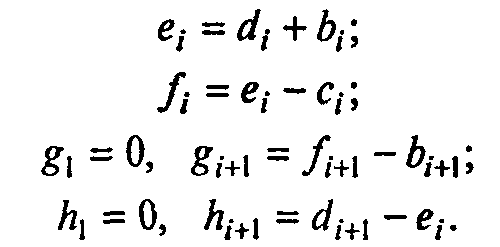 e_i = d_i + b_i;
f_i = e_i − c_i;
g_1 = 0, g_{i+1} = f_{i+1} − b_{i+1};
h_1 = 0, h_{i+1} = d_{i+1} − e_i.